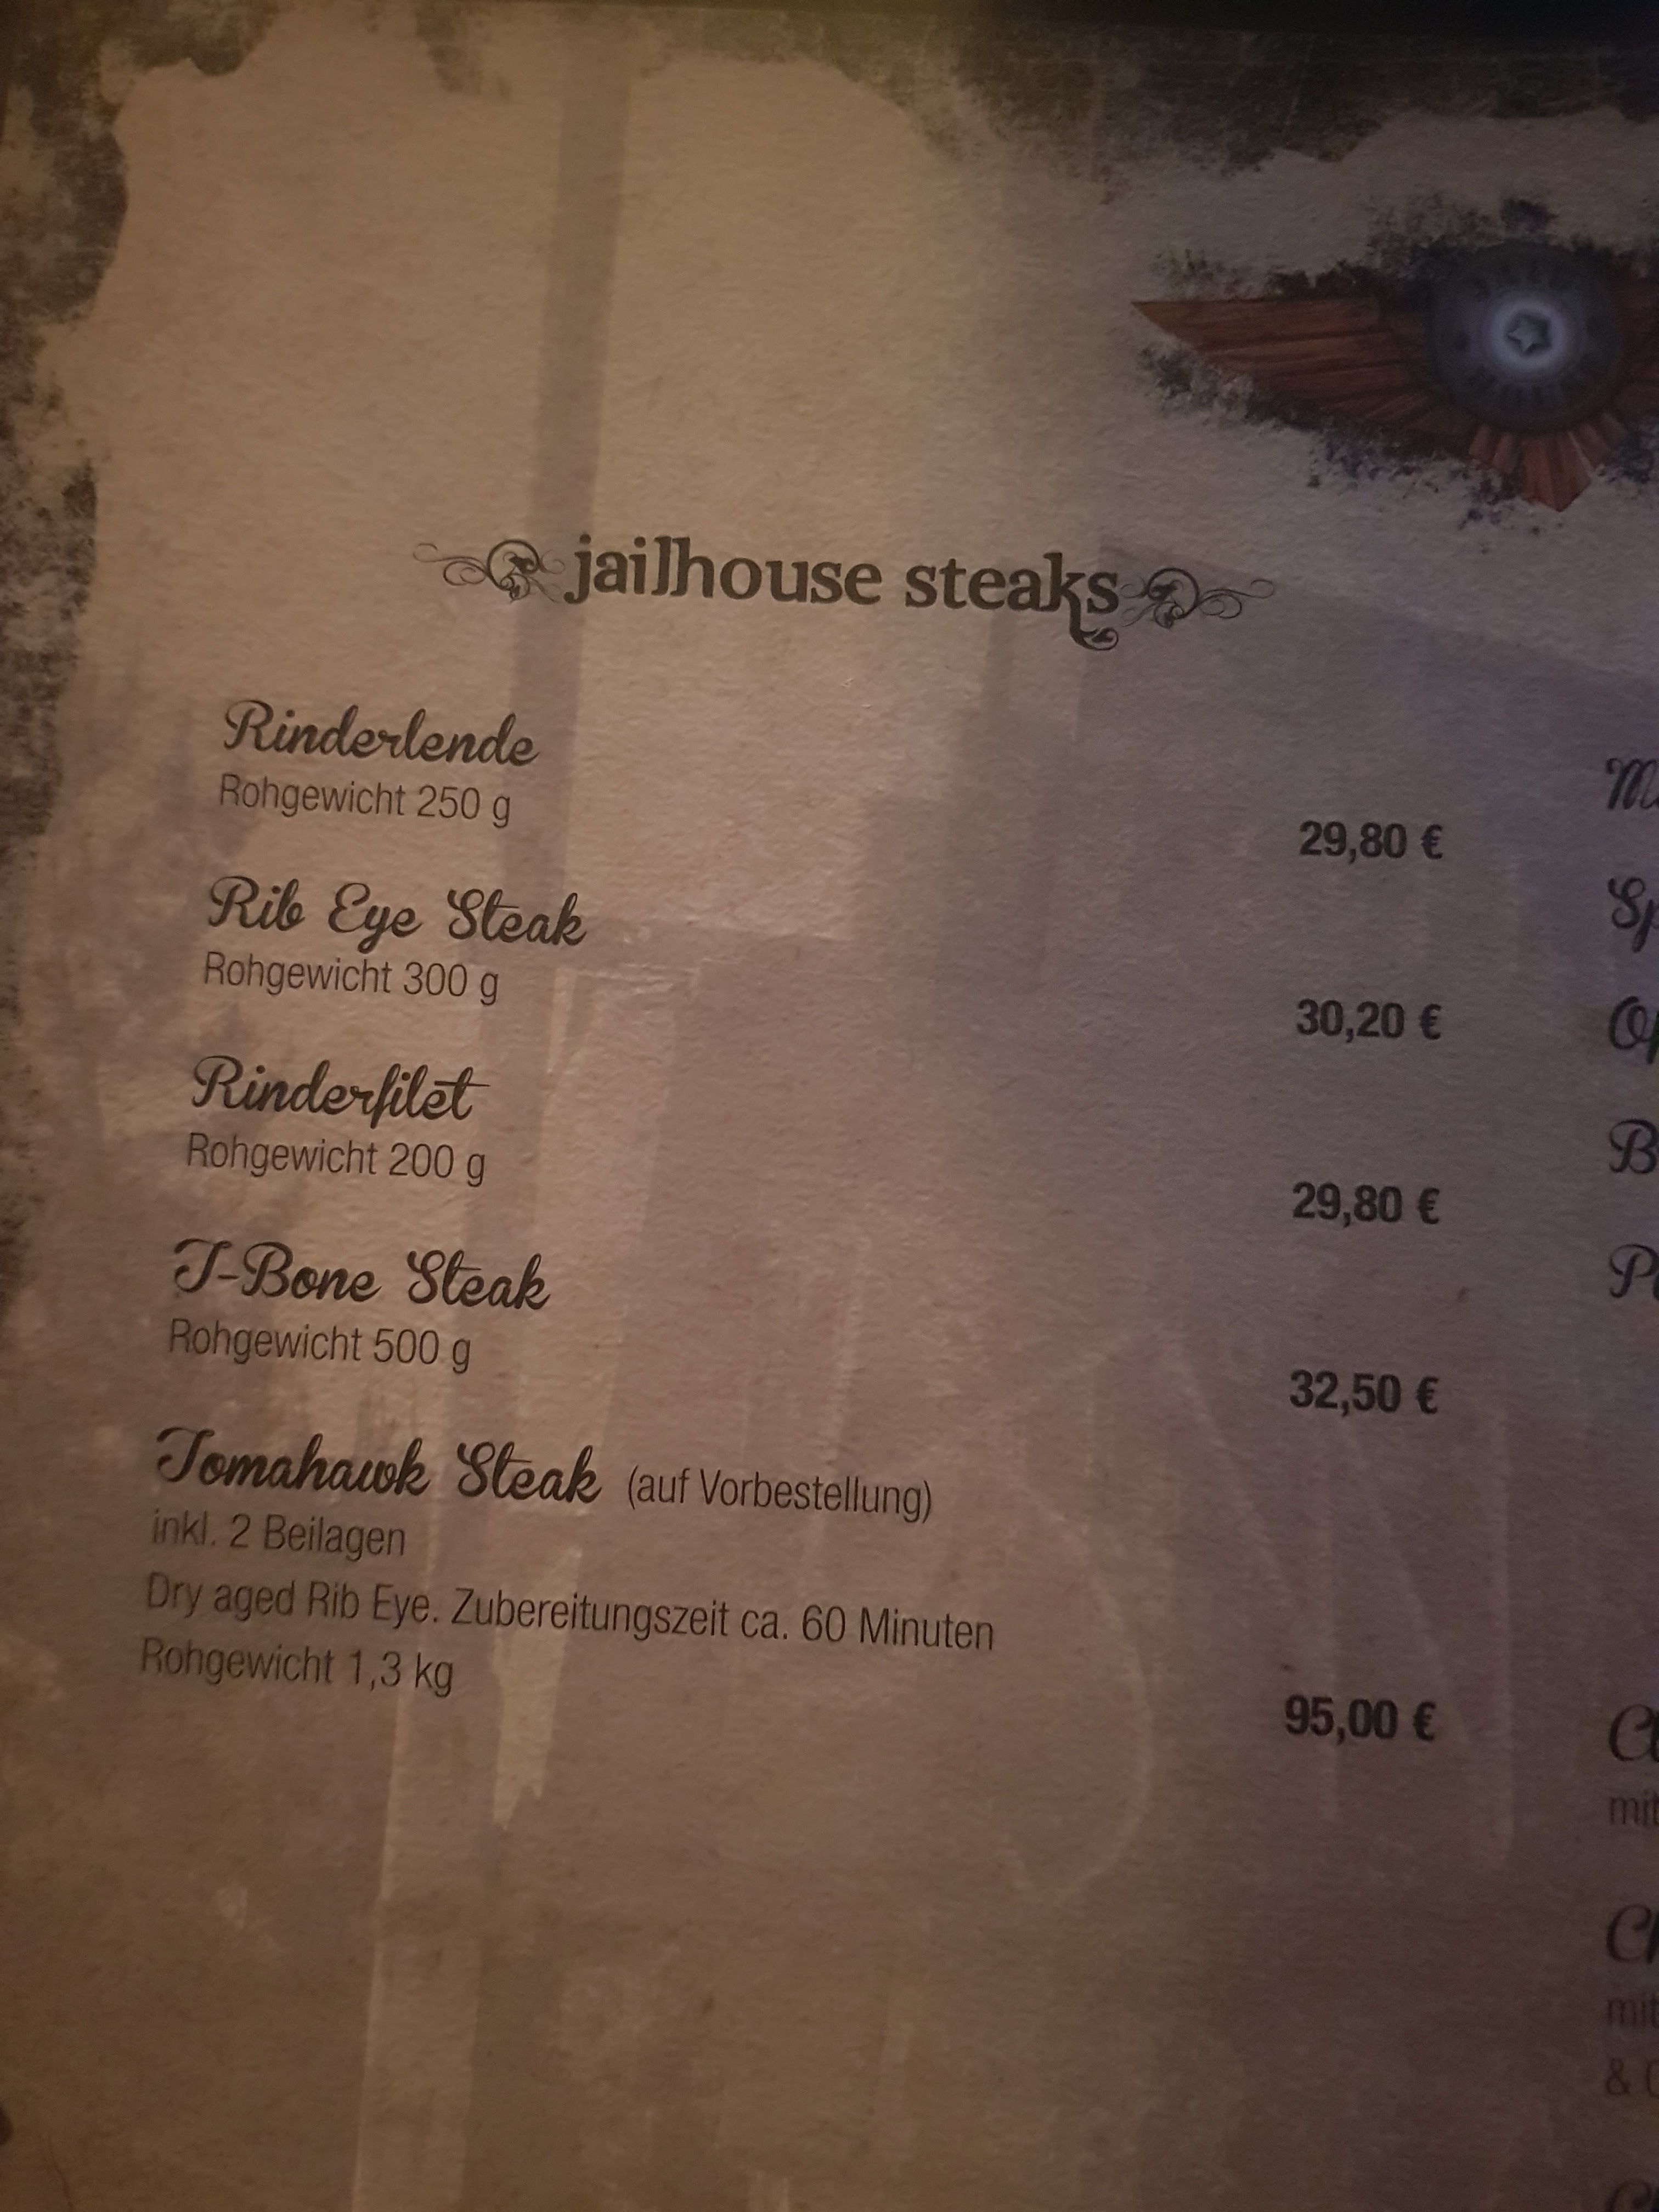 jailhouse steaks
Rinderlende
Rohgewicht 250 g
29,80 €
Rib Eye Steak
Rohgewicht 300 g
30,20 €
Rinderfilet
Rohgewicht 200 g
29,80 €
T-Bone Steak
Rohgewicht 500 g
32,50 €
Tomahawk Steak (auf Vorbestellung)
inkl. 2 Beilagen
Dry aged Rib Eye. Zubereitungszeit ca. 60 Minuten
Rohgewicht 1,3 kg
95,00 €
mit
mit